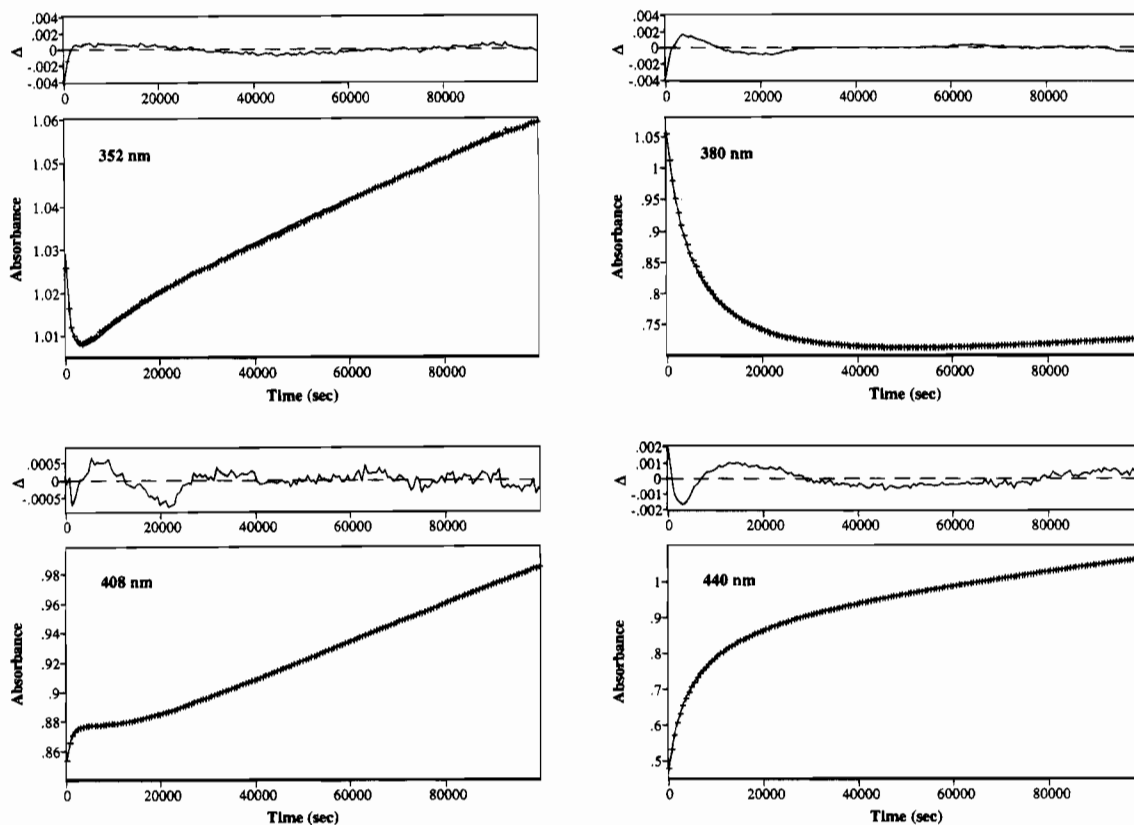 Δ
.004
.002
0
-.002
-.004
0 20000 40000 60000 80000
352 nm
Absorbance
1.06
1.05
1.04
1.03
1.02
1.01
0 20000 40000 60000 80000
Time (sec)
Δ
.004
.002
0
-.002
-.004
0 20000 40000 60000 80000
380 nm
Absorbance
1.05
1
.95
.9
.85
.8
.75
0 20000 40000 60000 80000
Time (sec)
Δ
.0005
0
-.0005
0 20000 40000 60000 80000
408 nm
Absorbance
.98
.96
.94
.92
.9
.88
.86
0 20000 40000 60000 80000
Time (sec)
Δ
.002
.001
0
-.001
-.002
0 20000 40000 60000 80000
440 nm
Absorbance
1
.9
.8
.7
.6
.5
0 20000 40000 60000 80000
Time (sec)